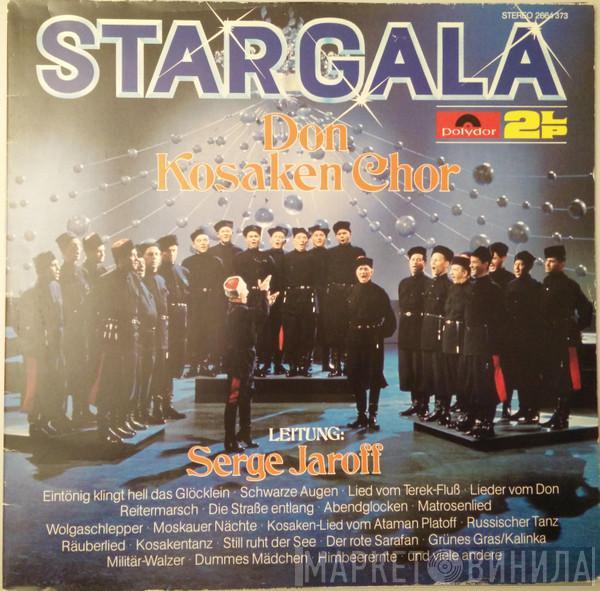 STEREO 2664 373
STARGALA
polydor 2LP
Don
Kosaken Chor
LEITUNG:
Serge Jaroff
Eintönig klingt hell das Glöcklein · Schwarze Augen · Lied vom Terek-Fluß · Lieder vom Don
Reitermarsch · Die Straße entlang · Abendglocken · Matrosenlied
Wolgaschlepper · Moskauer Nächte · Kosaken-Lied vom Ataman Platoff · Russischer Tanz
Räuberlied · Kosakentanz · Still ruht der See · Der rote Sarafan · Grünes Gras/Kalinka
Militär-Walzer · Dummes Mädchen · Himbeerernte · und viele andere
МАРКЕТ ВИНИЛА